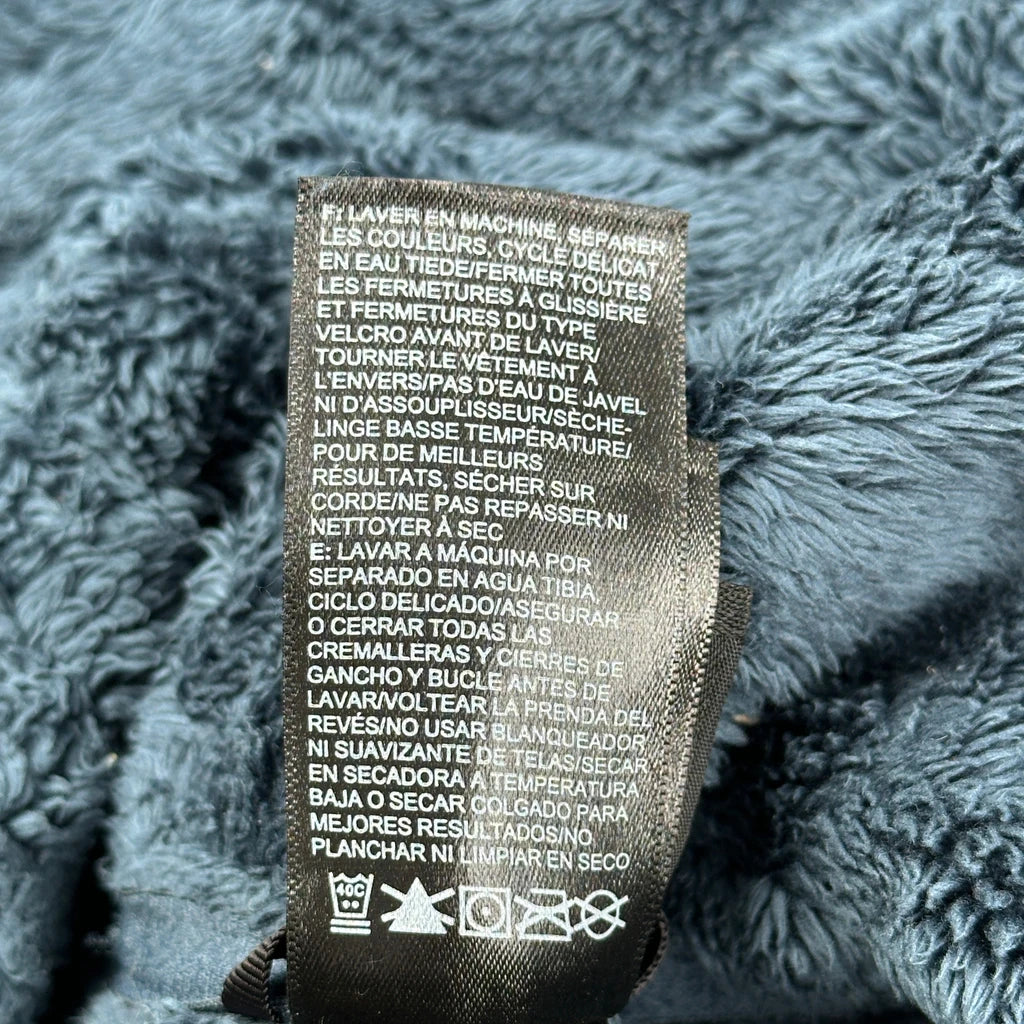 F: LAVER EN MACHINE, SÉPARER
LES COULEURS, CYCLE DÉLICAT
EN EAU TIEDE/FERMER TOUTES
LES FERMETURES À GLISSIÈRE
ET FERMETURES DU TYPE
VELCRO AVANT DE LAVER/
TOURNER LE VÊTEMENT À
L'ENVERS/PAS D'EAU DE JAVEL
NI D'ASSOUPLISSEUR/SÈCHE-
LINGE BASSE TEMPÉRATURE/
POUR DE MEILLEURS
RÉSULTATS, SÉCHER SUR
CORDE/NE PAS REPASSER NI
NETTOYER À SEC
E: LAVAR A MÁQUINA POR
SEPARADO EN AGUA TIBIA,
CICLO DELICADO/ASEGURAR
O CERRAR TODAS LAS
CREMALLERAS Y CIERRES DE
GANCHO Y BUCLE ANTES DE
LAVAR/VOLTEAR LA PRENDA DEL
REVÉS/NO USAR BLANQUEADOR
NI SUAVIZANTE DE TELAS/SECAR
EN SECADORA A TEMPERATURA
BAJA O SECAR COLGADO PARA
MEJORES RESULTADOS/NO
PLANCHAR NI LIMPIAR EN SECO
40C